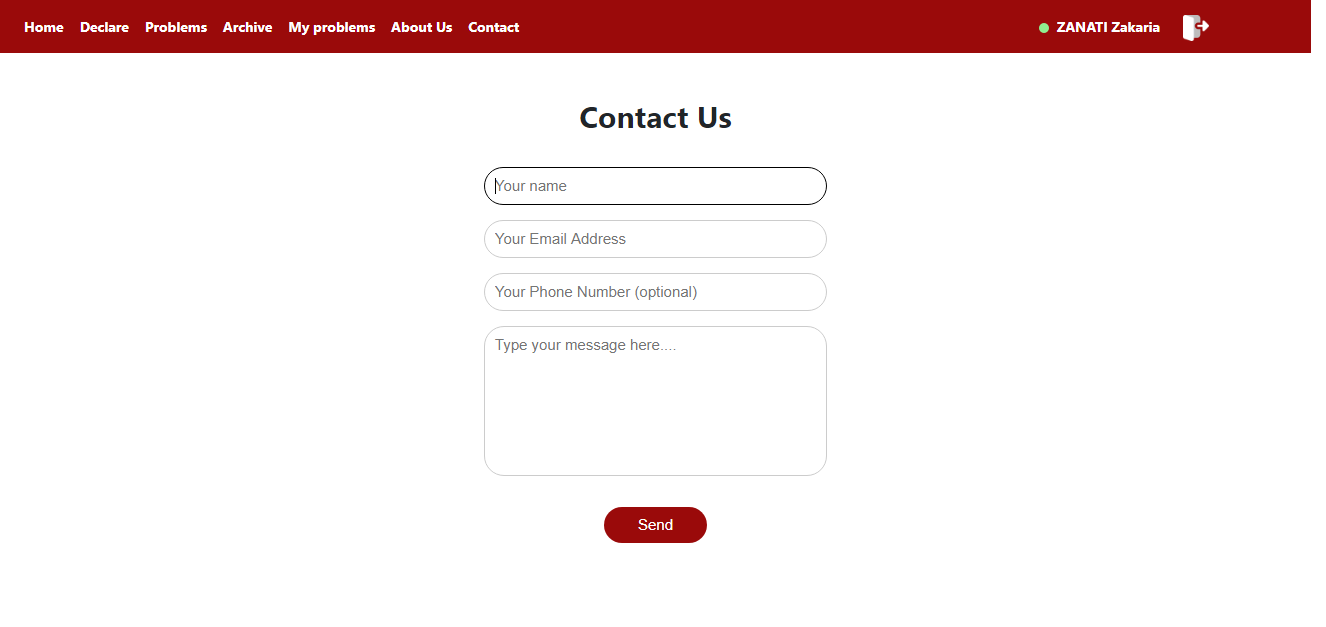 Home Declare Problems Archive My problems About Us Contact ZANATI Zakaria
Contact Us
Your name
Your Email Address
Your Phone Number (optional)
Type your message here....
Send